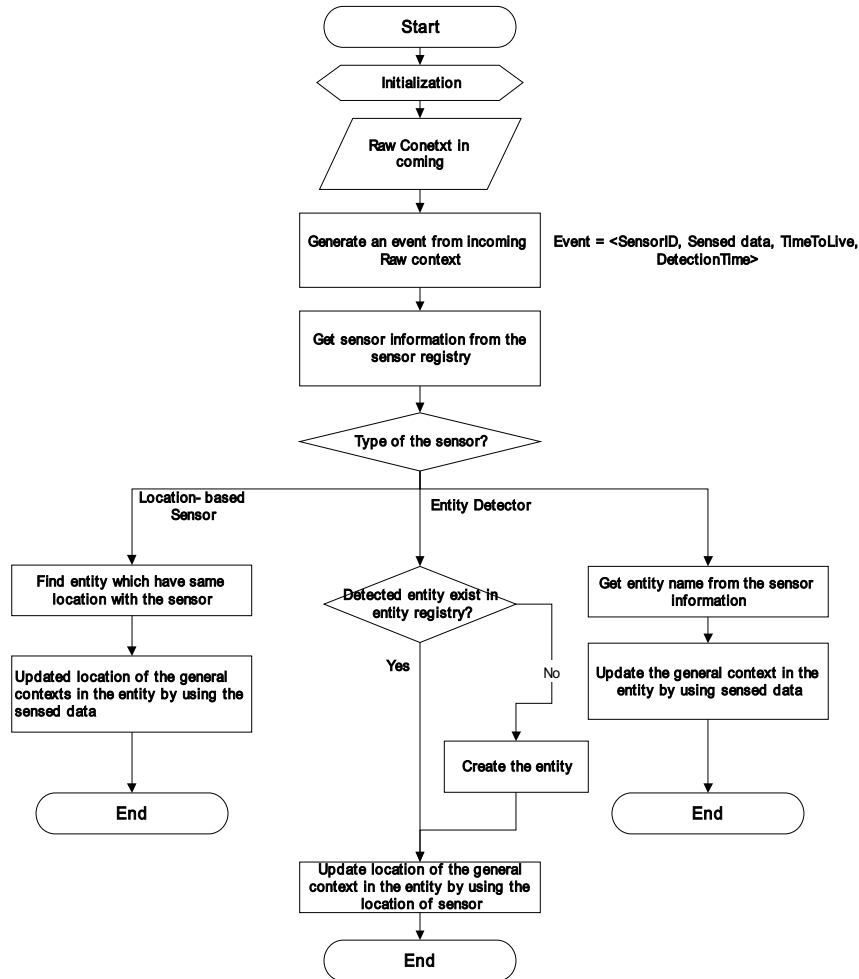 Start
Initialization
Raw Conetxt in
coming
Generate an event from incoming
Raw context
Event = <SensorID, Sensed data, TimeToLive,
DetectionTime>
Get sensor information from the
sensor registry
Type of the sensor?
Location- based
Sensor
Entity Detector
Find entity which have same
location with the sensor
Detected entity exist in
entity registry?
Get entity name from the sensor
information
Updated location of the general
contexts in the entity by using the
sensed data
Yes
No
Update the general context in the
entity by using sensed data
Create the entity
End
End
Update location of the general
context in the entity by using the
location of sensor
End